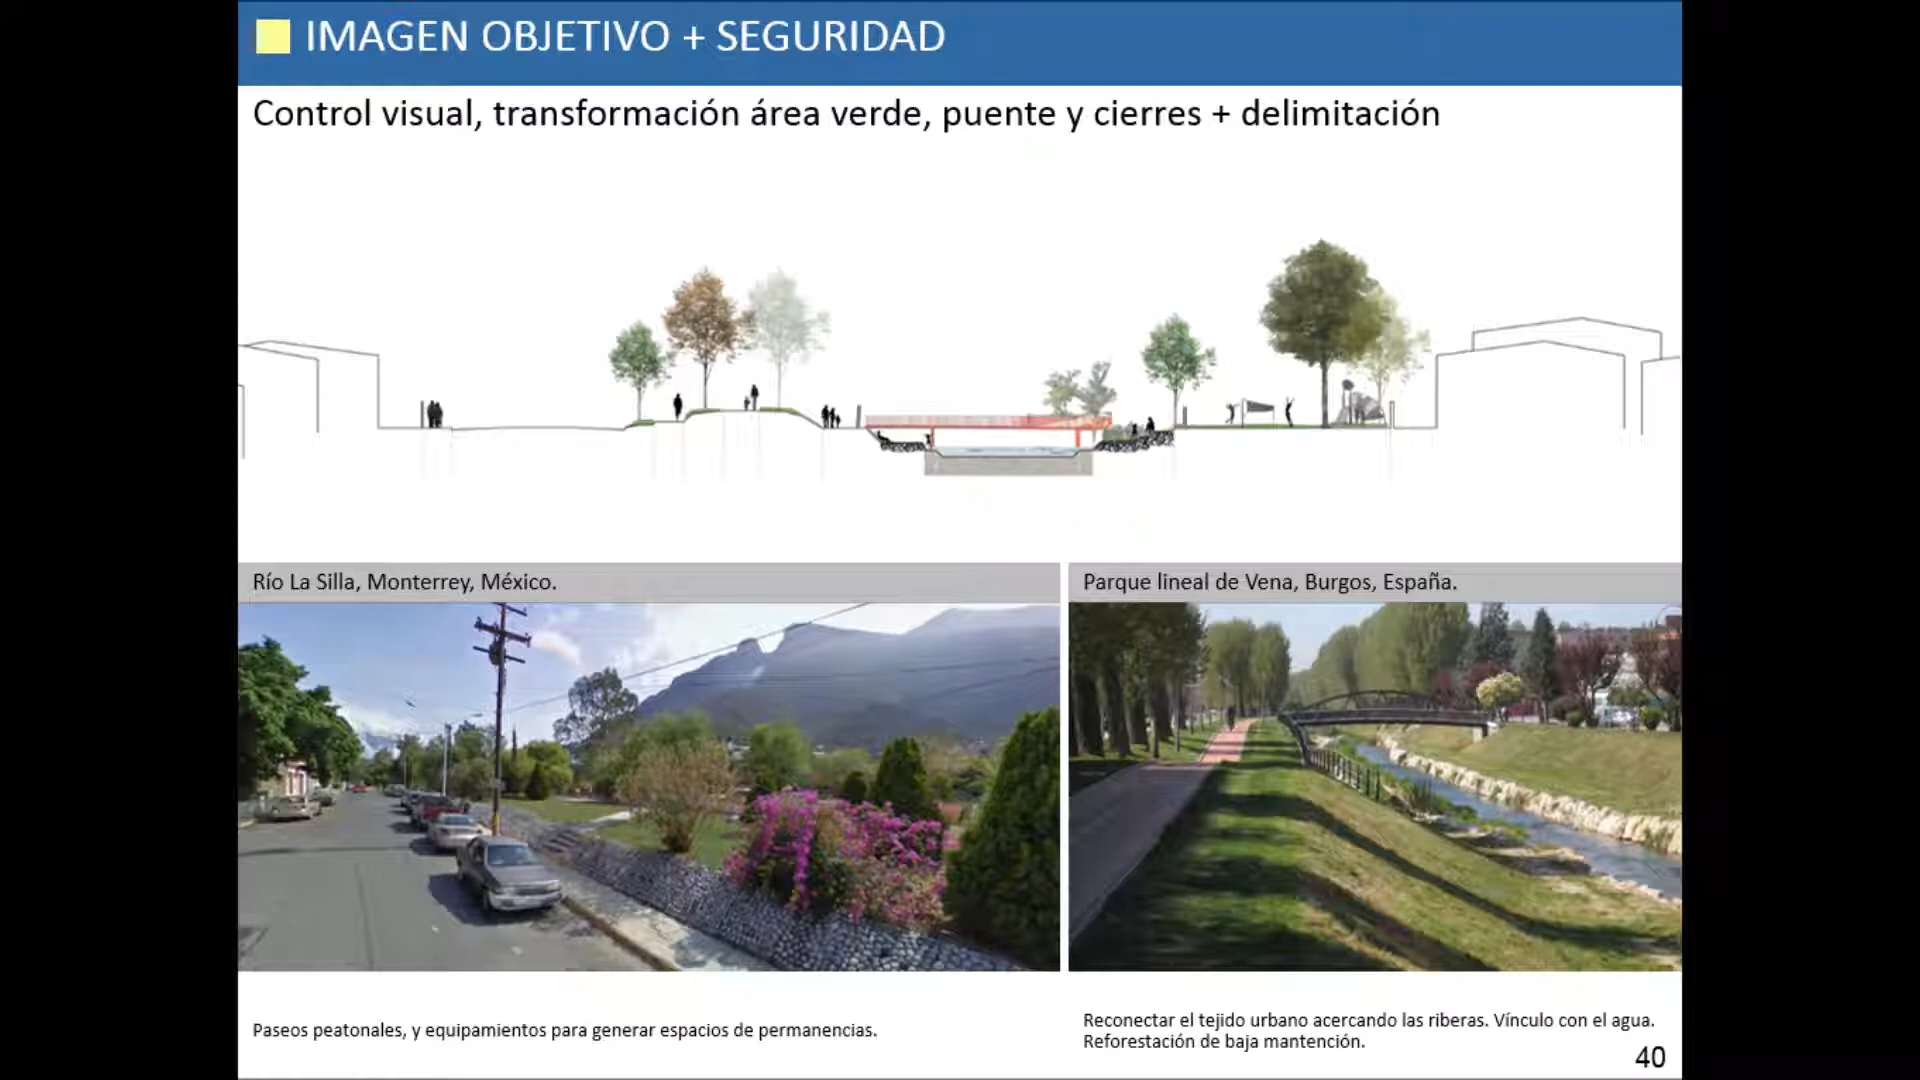 IMAGEN OBJETIVO + SEGURIDAD
Control visual, transformación área verde, puente y cierres + delimitación
Río La Silla, Monterrey, México.
Parque lineal de Vena, Burgos, España.
Paseos peatonales, y equipamientos para generar espacios de permanencias.
Reconectar el tejido urbano acercando las riberas. Vínculo con el agua.
Reforestación de baja mantención.
40